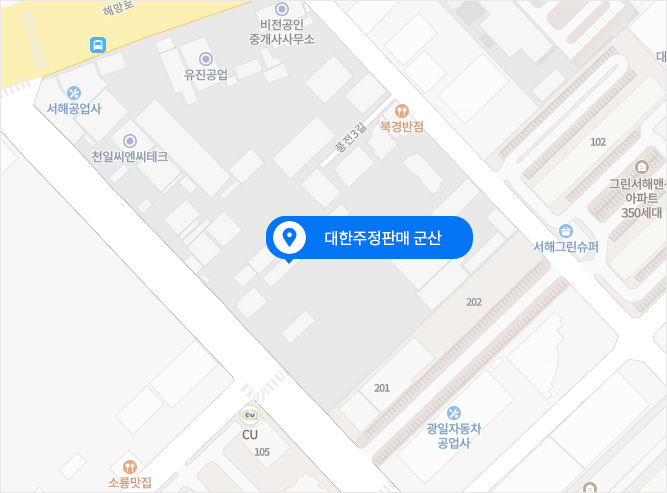 해망로
비전공인
중개사사무소
유진공업
서해공업사
북경반점
풍전3길
천일씨엔씨테크
102
그린서해맨션
아파트
350세대
대한주정판매 군산
서해그린슈퍼
202
201
광일자동차
공업사
CU
105
소룡맛집